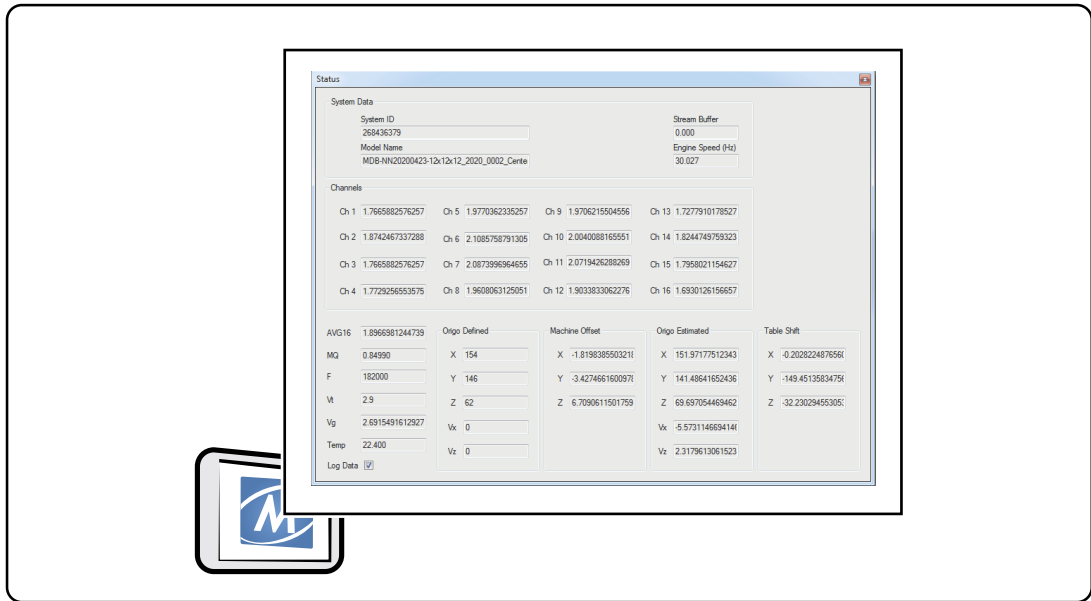 Status
System Data
System ID
Stream Buffer
268436379
0.000
Model Name
Engine Speed (Hz)
MDB-NN20200423-12x12x12_2020_0002_Cente
30.027
Channels
Ch 1 1.7665882576257 Ch 5 1.9770362335257 Ch 9 1.9706215504556 Ch 13 1.7277910178527
Ch 2 1.8742467337288 Ch 6 2.1085758791305 Ch 10 2.0040088165551 Ch 14 1.8244749759323
Ch 3 1.7665882576257 Ch 7 2.0873996964655 Ch 11 2.0719426288269 Ch 15 1.7958021154627
Ch 4 1.7729256553575 Ch 8 1.9608063125051 Ch 12 1.9033833062276 Ch 16 1.6930126156657
AVG16 1.8966981244739
MQ 0.84990
F 182000
Vt 2.9
Vg 2.6915491612927
Temp 22.400
Log Data
Origo Defined
X 154
Y 146
Z 62
Vx 0
Vz 0
Machine Offset
X -1.819838550321
Y -3.427466160097
Z 6.7090611501759
Origo Estimated
X 151.97177512343
Y 141.48641652436
Z 69.697054469462
Vx -5.573114669414
Vz 2.3179613061523
Table Shift
X -0.202822487656
Y -149.4513583475
Z -32.23029455305
M